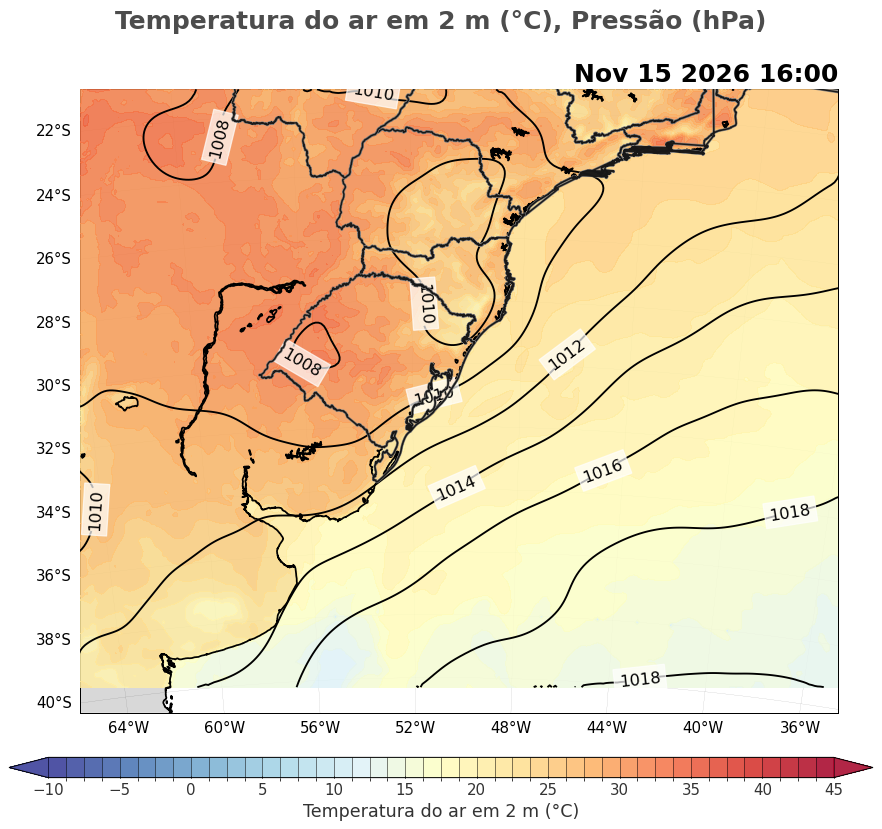 Temperatura do ar em 2 m (°C), Pressão (hPa)
Nov 15 2026 16:00
1010
22°S
1008
24°S
26°S
28°S
1010
1012
1008
30°S
1010
32°S
1016
1014
34°S
1010
1018
36°S
38°S
1018
40°S
64°W 60°W 56°W 52°W 48°W 44°W 40°W 36°W
−10 −5 0 5 10 15 20 25 30 35 40 45
Temperatura do ar em 2 m (°C)